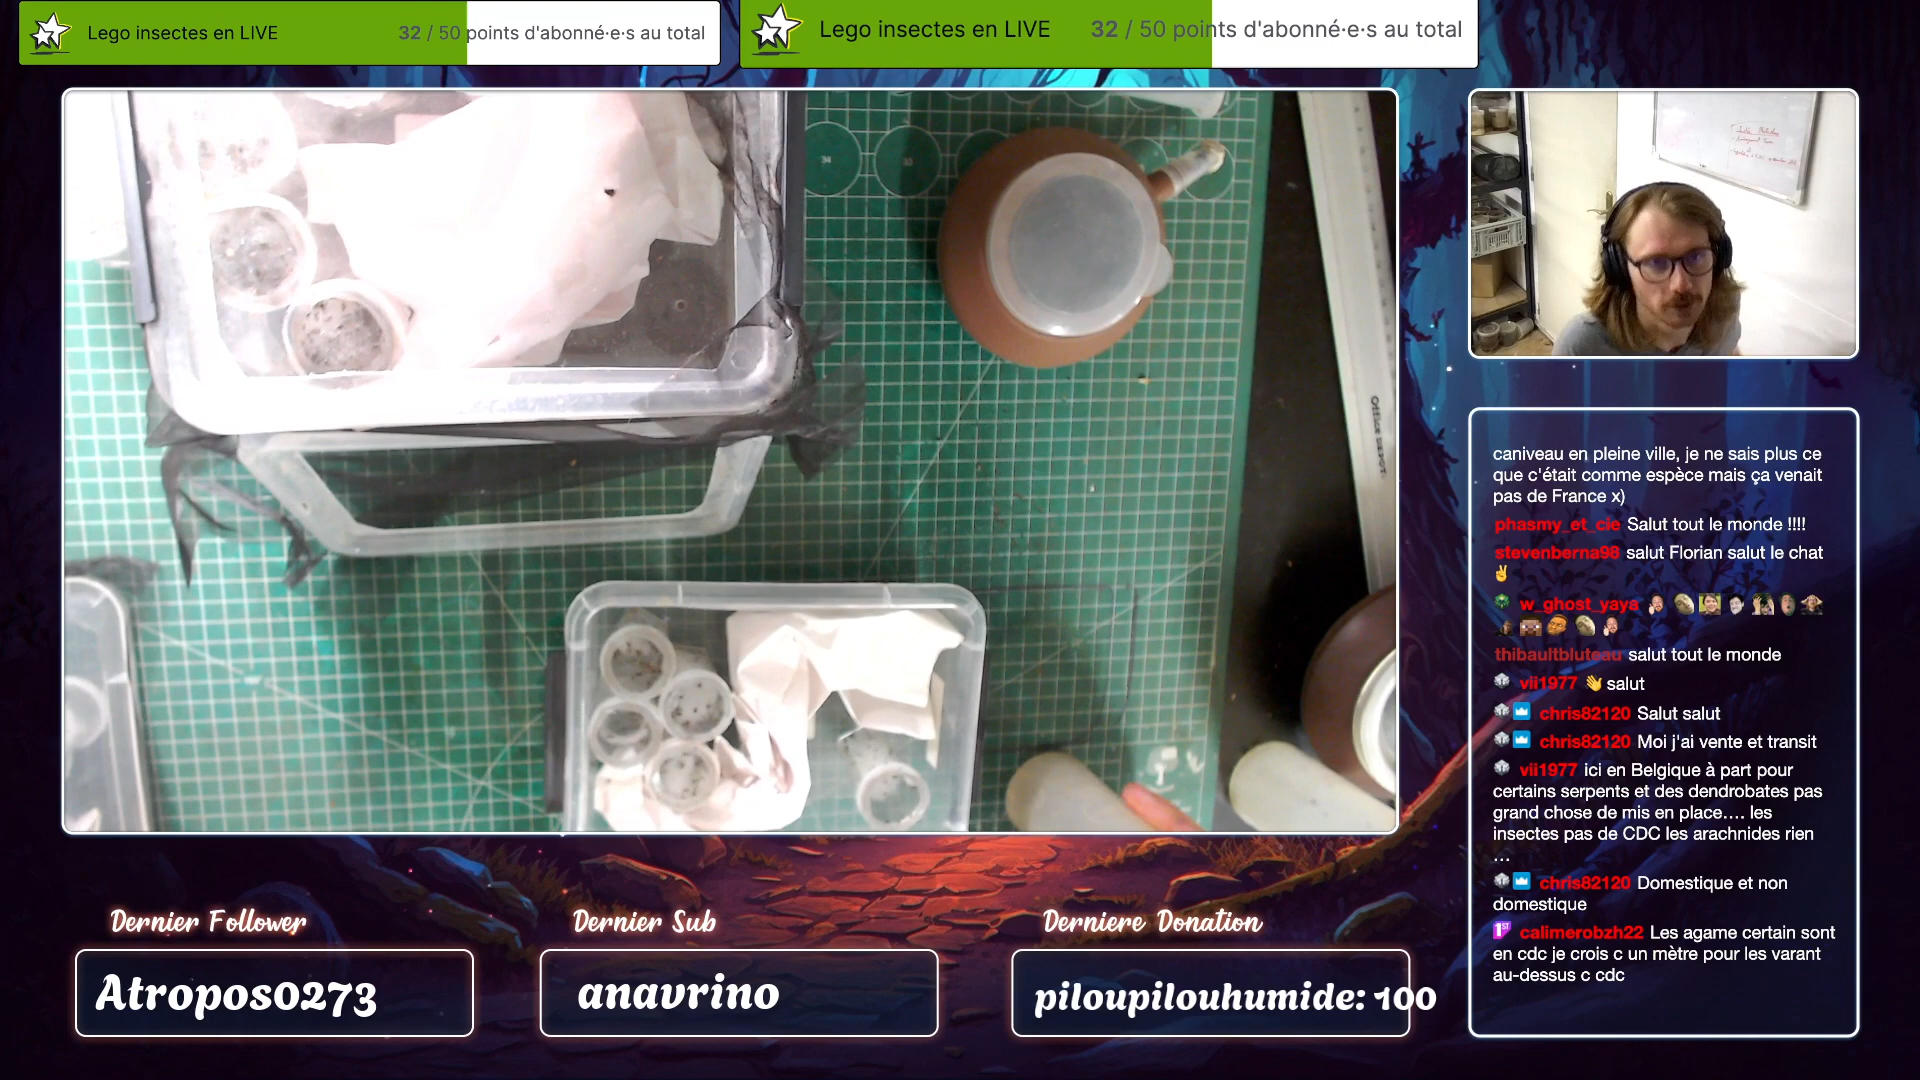 Lego insectes en LIVE 32 / 50 points d'abonné·e·s au total
Lego insectes en LIVE 32 / 50 points d'abonné·e·s au total
OFFICE DEPOT
caniveau en pleine ville, je ne sais plus ce
que c'était comme espèce mais ça venait
pas de France x)
phasmy_et_cie Salut tout le monde !!!!
stevenberna98 salut Florian salut le chat
✌
w_ghost_yaya
thibaultbluteau salut tout le monde
vii1977 👋 salut
chris82120 Salut salut
chris82120 Moi j'ai vente et transit
vii1977 ici en Belgique à part pour
certains serpents et des dendrobates pas
grand chose de mis en place.... les
insectes pas de CDC les arachnides rien
...
chris82120 Domestique et non
domestique
1ST calimerobzh22 Les agame certain sont
en cdc je crois c un mètre pour les varant
au-dessus c cdc
Dernier Follower
Atropos0273
Dernier Sub
anavrino
Derniere Donation
piloupilouhumide: 100